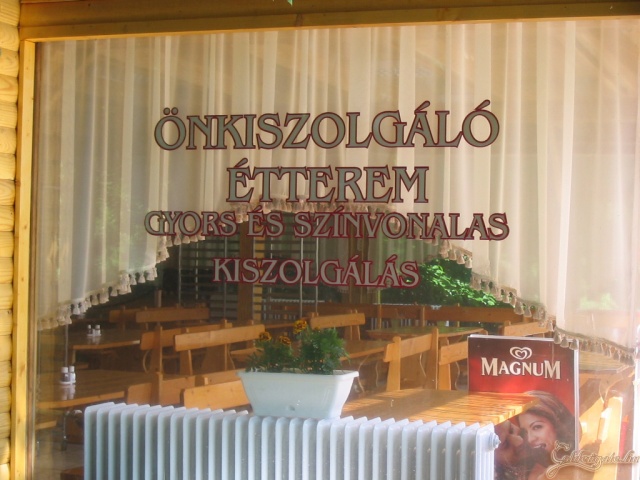 ÖNKISZOLGÁLÓ
ÉTTEREM
GYORS ÉS SZÍNVONALAS
KISZOLGÁLÁS
MAGNUM